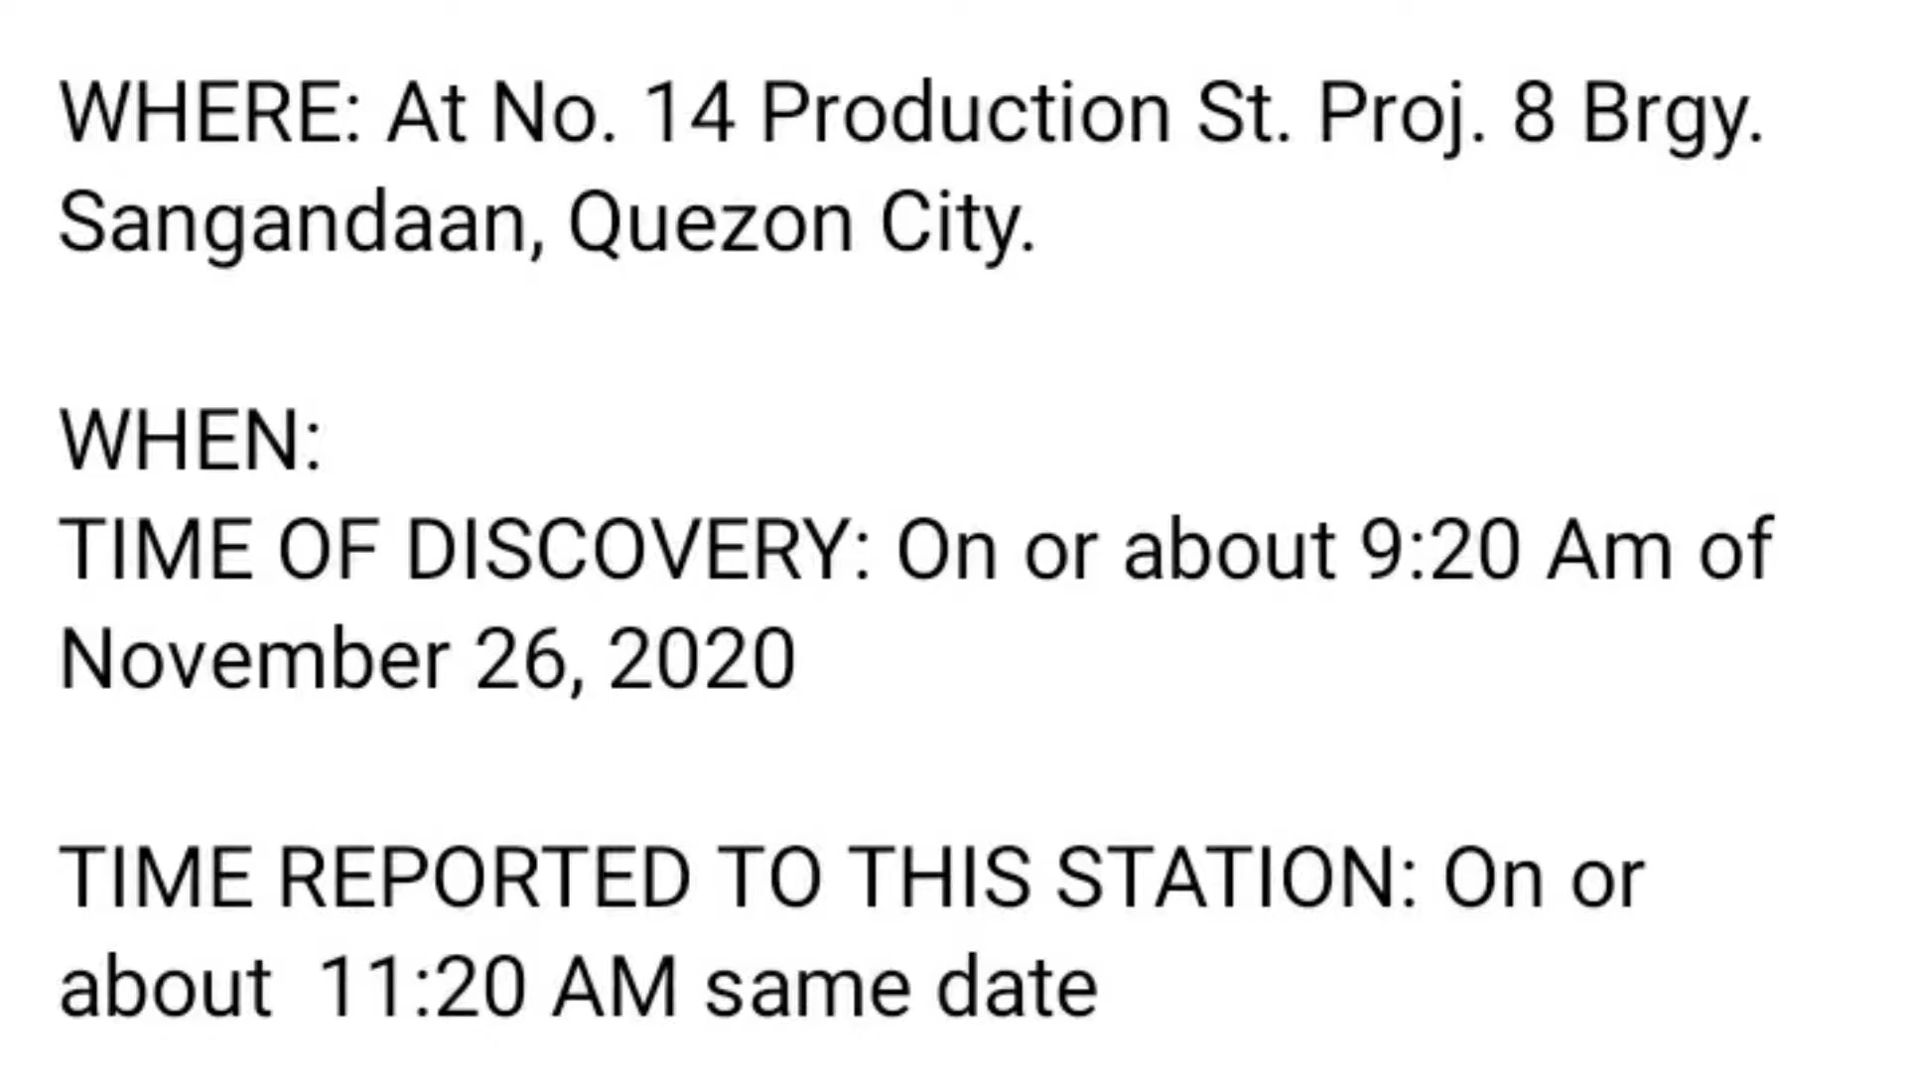 WHERE: At No. 14 Production St. Proj. 8 Brgy.
Sangandaan, Quezon City.
WHEN:
TIME OF DISCOVERY: On or about 9:20 Am of
November 26, 2020
TIME REPORTED TO THIS STATION: On or
about  11:20 AM same date